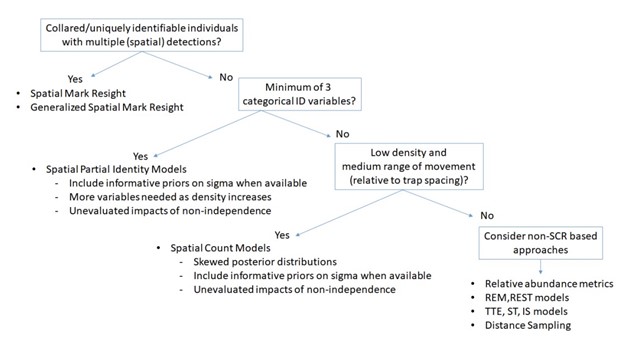 Collared/uniquely identifiable individuals
with multiple (spatial) detections?
Yes
No
• Spatial Mark Resight
• Generalized Spatial Mark Resight
Minimum of 3
categorical ID variables?
Yes
No
• Spatial Partial Identity Models
- Include informative priors on sigma when available
- More variables needed as density increases
- Unevaluated impacts of non-independence
Low density and
medium range of movement
(relative to trap spacing)?
Yes
No
• Spatial Count Models
- Skewed posterior distributions
- Include informative priors on sigma when available
- Unevaluated impacts of non-independence
Consider non-SCR based
approaches
• Relative abundance metrics
• REM,REST models
• TTE, ST, IS models
• Distance Sampling